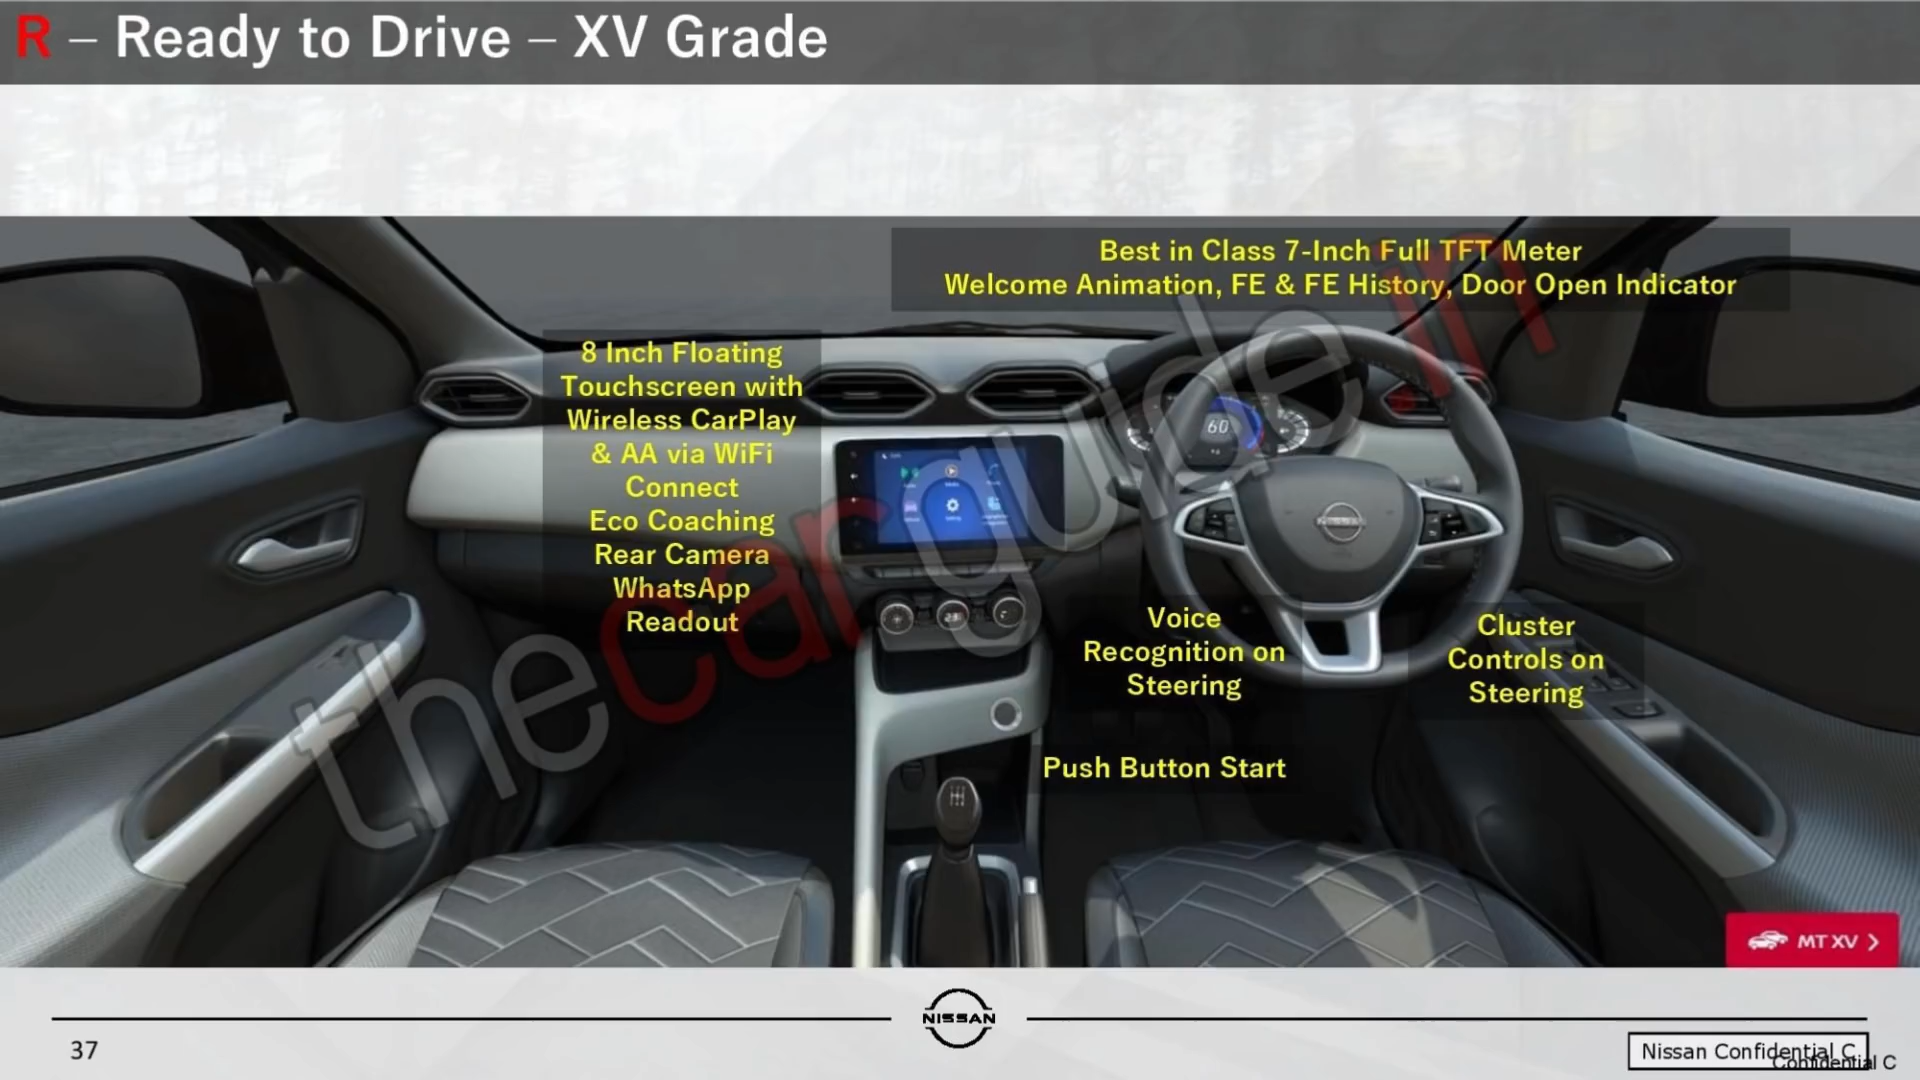 R – Ready to Drive – XV Grade
Best in Class 7-Inch Full TFT Meter
Welcome Animation, FE & FE History, Door Open Indicator
8 Inch Floating
Touchscreen with
Wireless CarPlay
& AA via WiFi
Connect
Eco Coaching
Rear Camera
WhatsApp
Readout
60
NISSAN
Voice
Recognition on
Steering
Cluster
Controls on
Steering
Push Button Start
thecarguide.in
MT XV
NISSAN
37
Nissan Confidential C
Confidential C